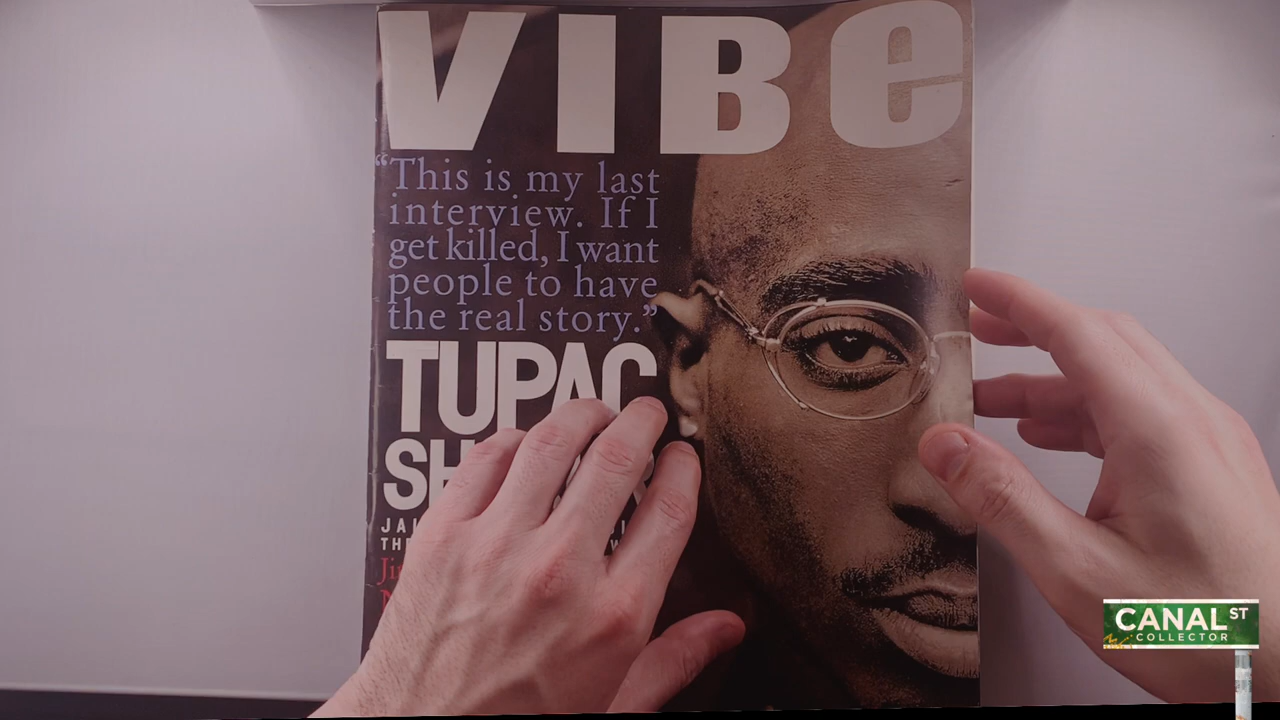 VIBe
“This is my last
interview. If I
get killed, I want
people to have
the real story.”
TUPAC
CANAL ST
COLLECTOR